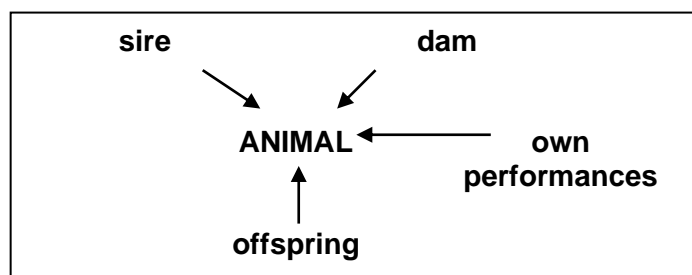 sire
dam
ANIMAL
own
performances
offspring